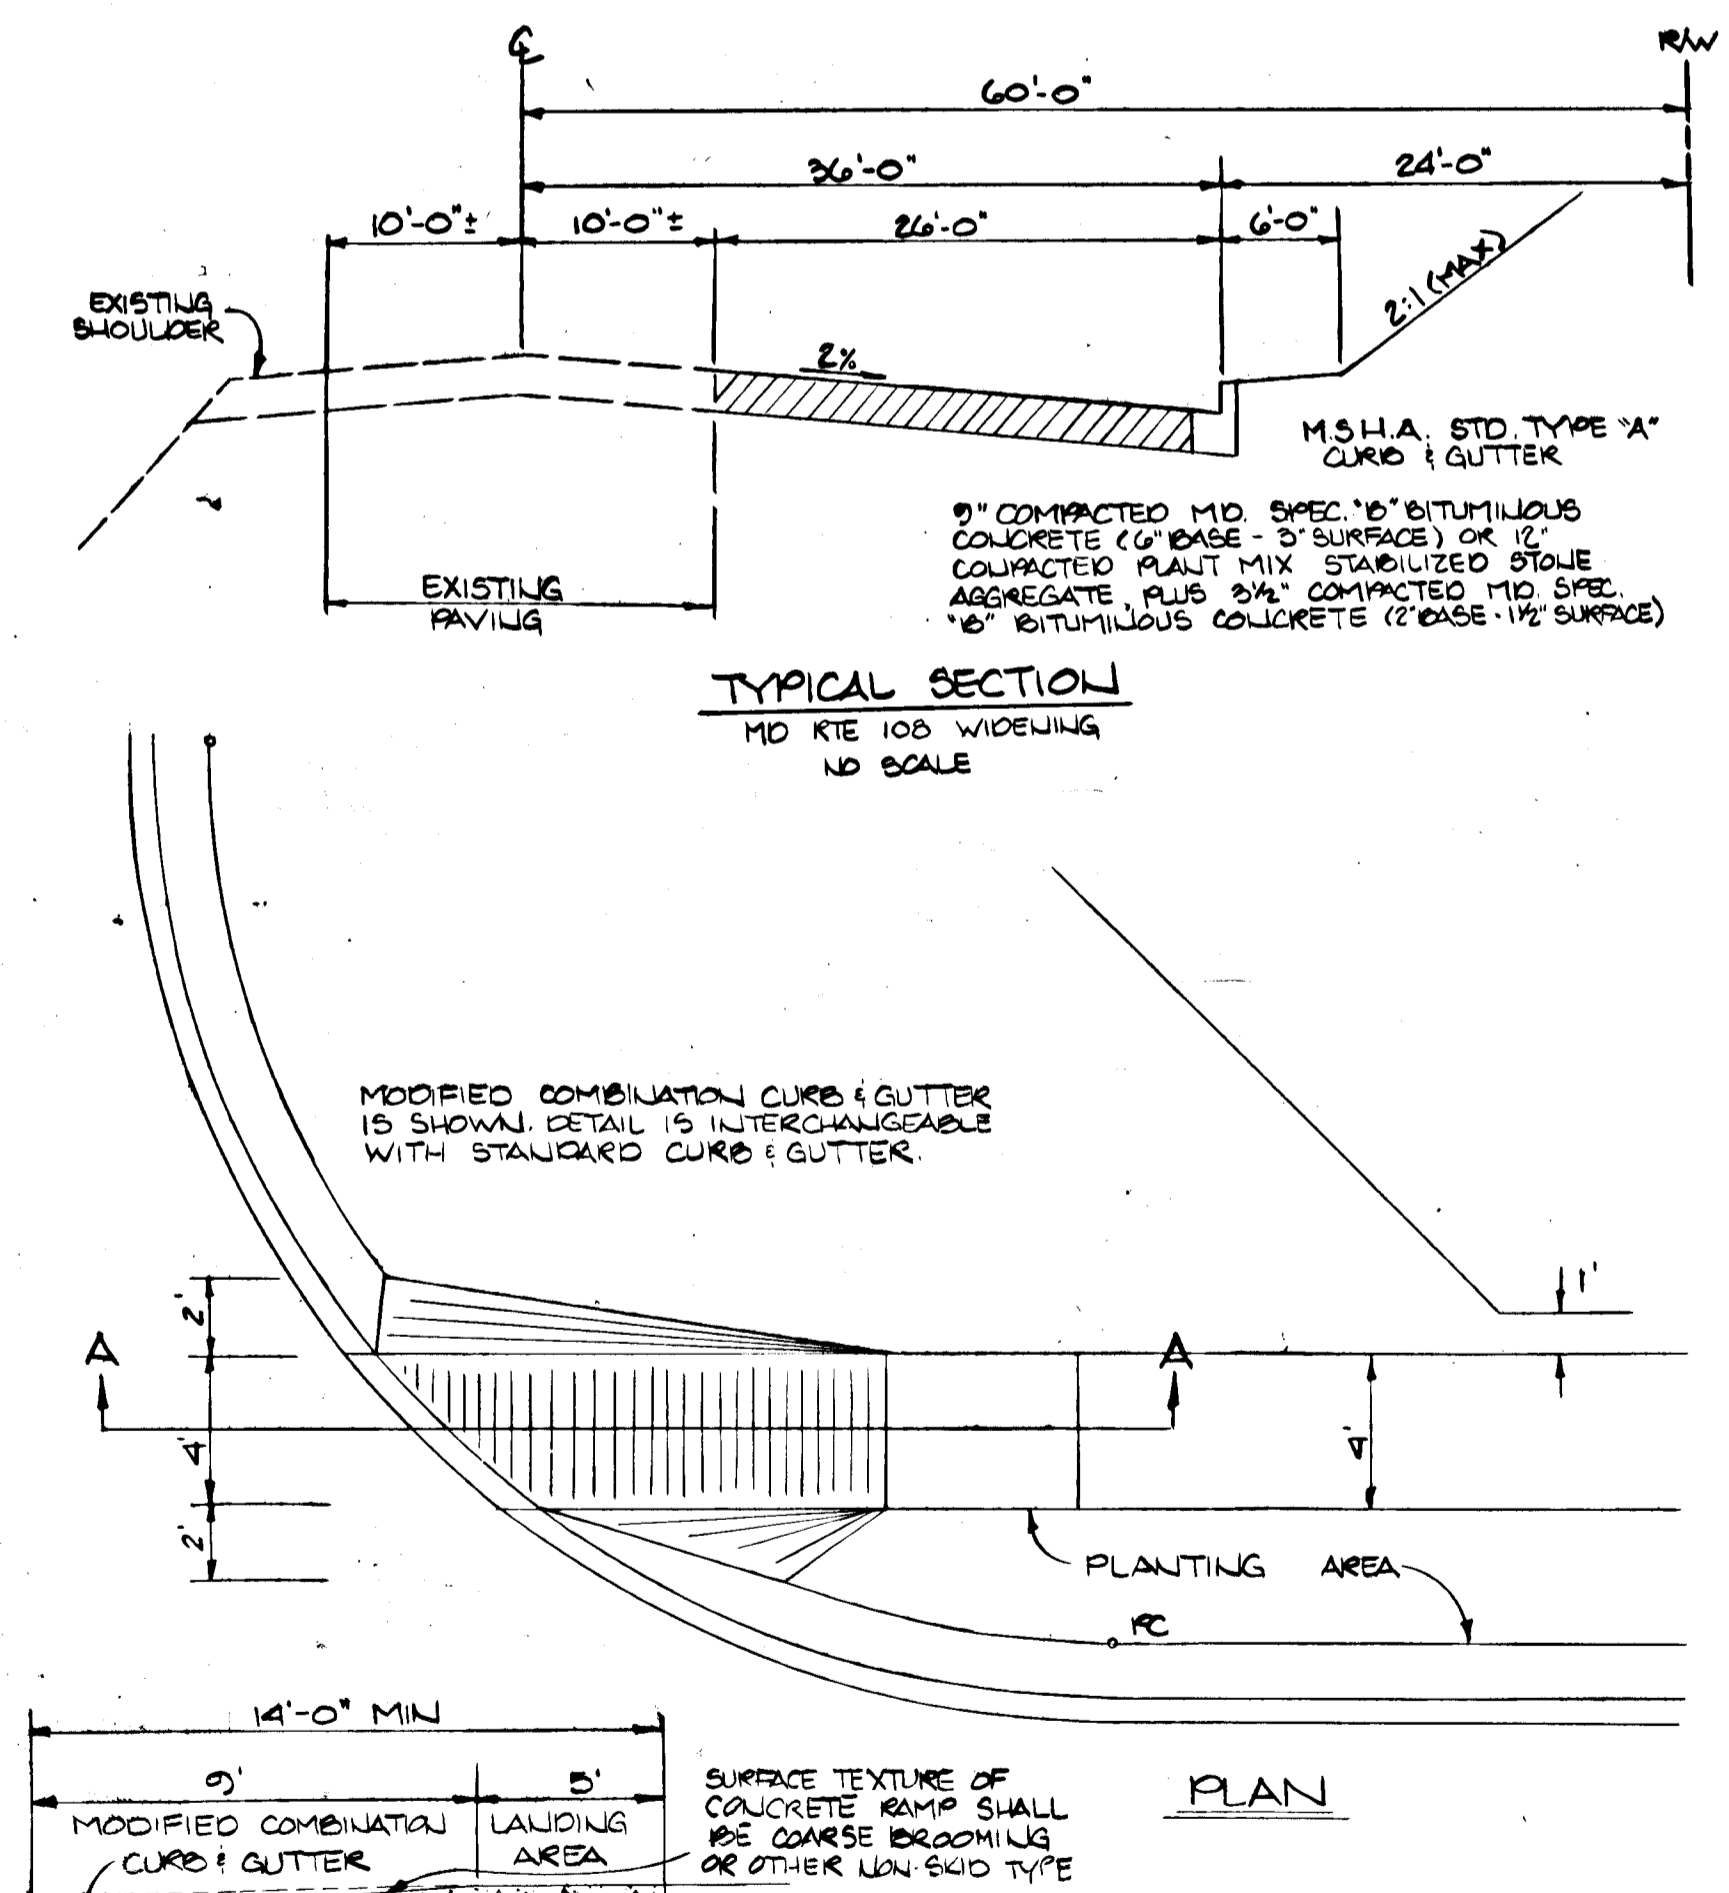 ℄
R/W
60'-0"
36'-0"
24'-0"
10'-0"±
10'-0"±
26'-0"
6'-0"
EXISTING
SHOULDER
2%
2:1 (MAX)
M.S.H.A. STD. TYPE "A"
CURB & GUTTER
9" COMPACTED MD. SPEC. "B" BITUMINOUS
CONCRETE (6" BASE - 3" SURFACE) OR 12"
COMPACTED PLANT MIX STABILIZED STONE
AGGREGATE, PLUS 3½" COMPACTED MD. SPEC.
"B" BITUMINOUS CONCRETE (2" BASE - 1½" SURFACE)
EXISTING
PAVING
TYPICAL SECTION
MD RTE 108 WIDENING
NO SCALE
MODIFIED COMBINATION CURB & GUTTER
IS SHOWN. DETAIL IS INTERCHANGEABLE
WITH STANDARD CURB & GUTTER.
1'
2'
A
A
4'
4'
2'
PLANTING AREA
PC
14'-0" MIN
9'
5'
MODIFIED COMBINATION
CURB & GUTTER
LANDING
AREA
SURFACE TEXTURE OF
CONCRETE RAMP SHALL
BE COARSE BROOMING
OR OTHER NON-SKID TYPE
PLAN